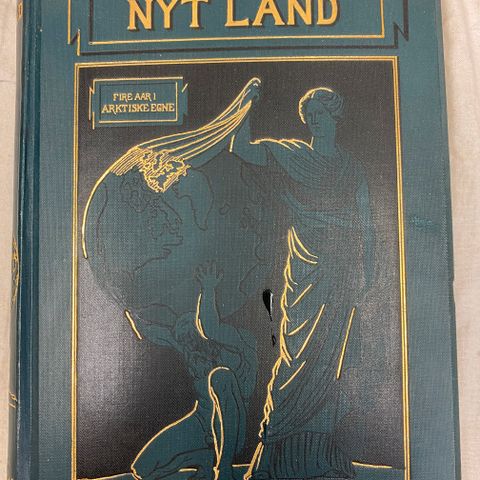 NYT LAND
FIRE AAR I
ARKTISKE EGNE